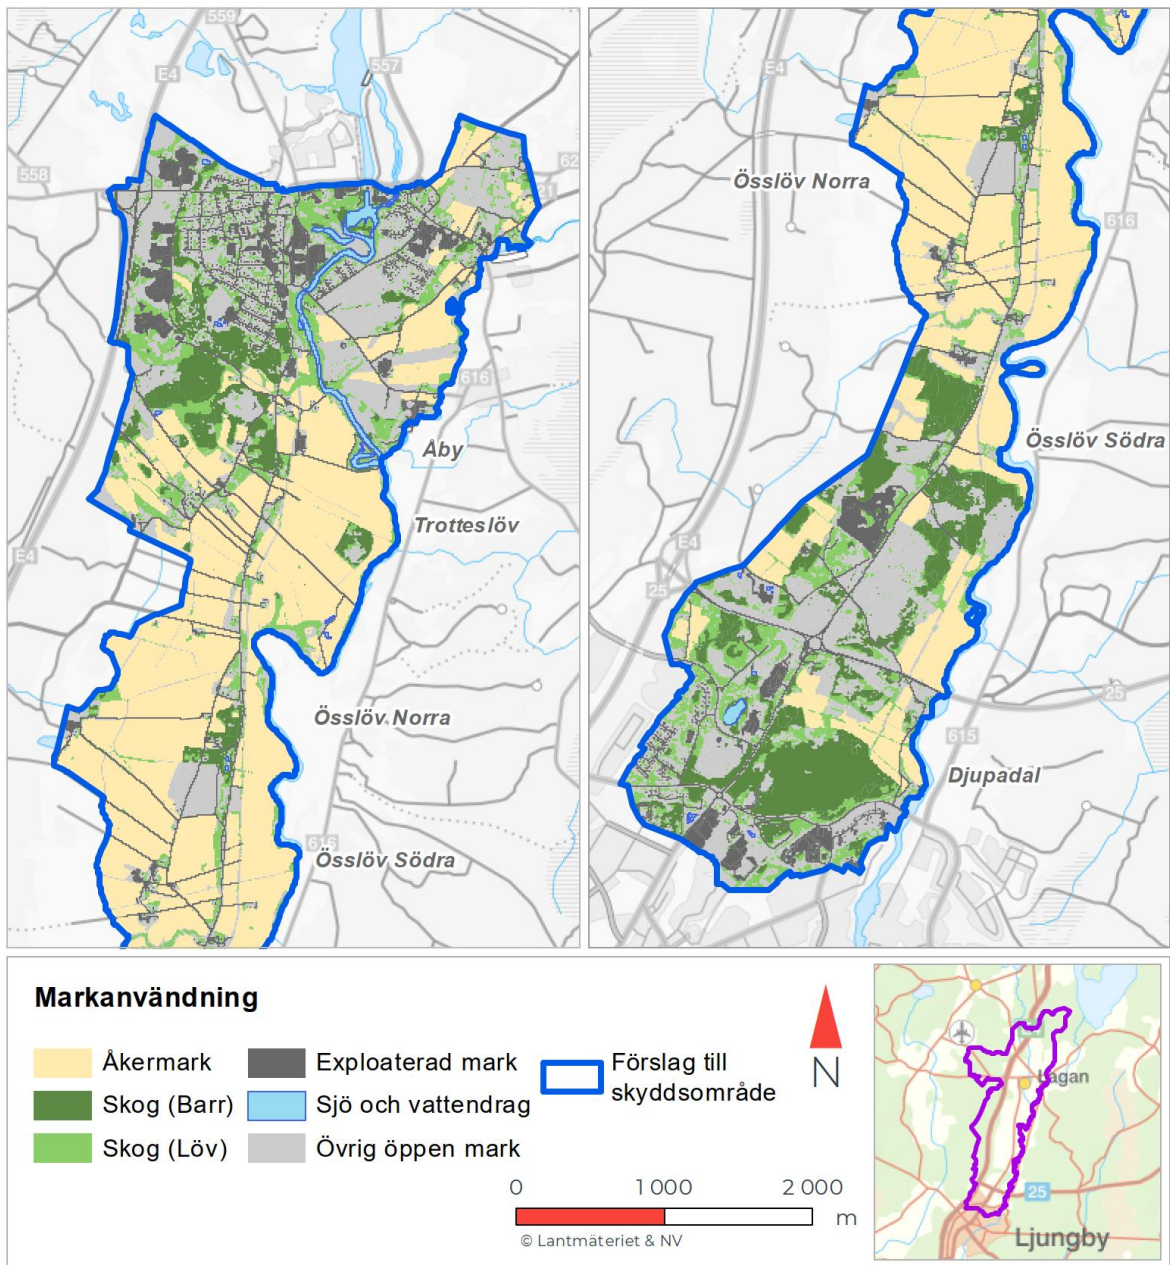 559
E4
557
558
62
1
616
Åby
Trotteslöv
E4
Össlöv Norra
616
Össlöv Södra
E4
Össlöv Norra
616
Össlöv Södra
E4
25
25
615
Djupadal
Markanvändning
Åkermark
Skog (Barr)
Skog (Löv)
Exploaterad mark
Sjö och vattendrag
Övrig öppen mark
Förslag till
skyddsområde
N
0 1 000 2 000
m
© Lantmäteriet & NV
Lagan
25
Ljungby